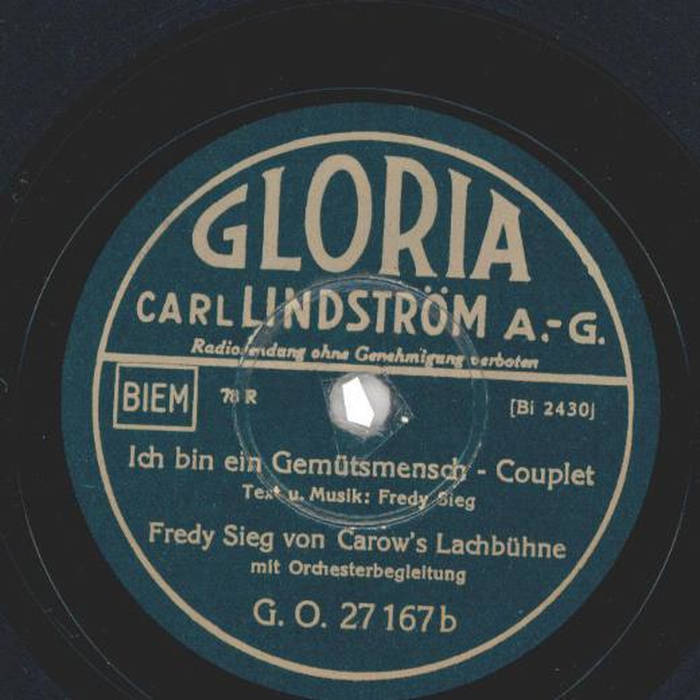 GLORIA
CARL LINDSTRÖM A.-G.
Radiosendung ohne Genehmigung verboten
BIEM 78 R [Bi 2430]
Ich bin ein Gemütsmensch - Couplet
Text u. Musik: Fredy Sieg
Fredy Sieg von Carow's Lachbühne
mit Orchesterbegleitung
G. O. 27 167 b